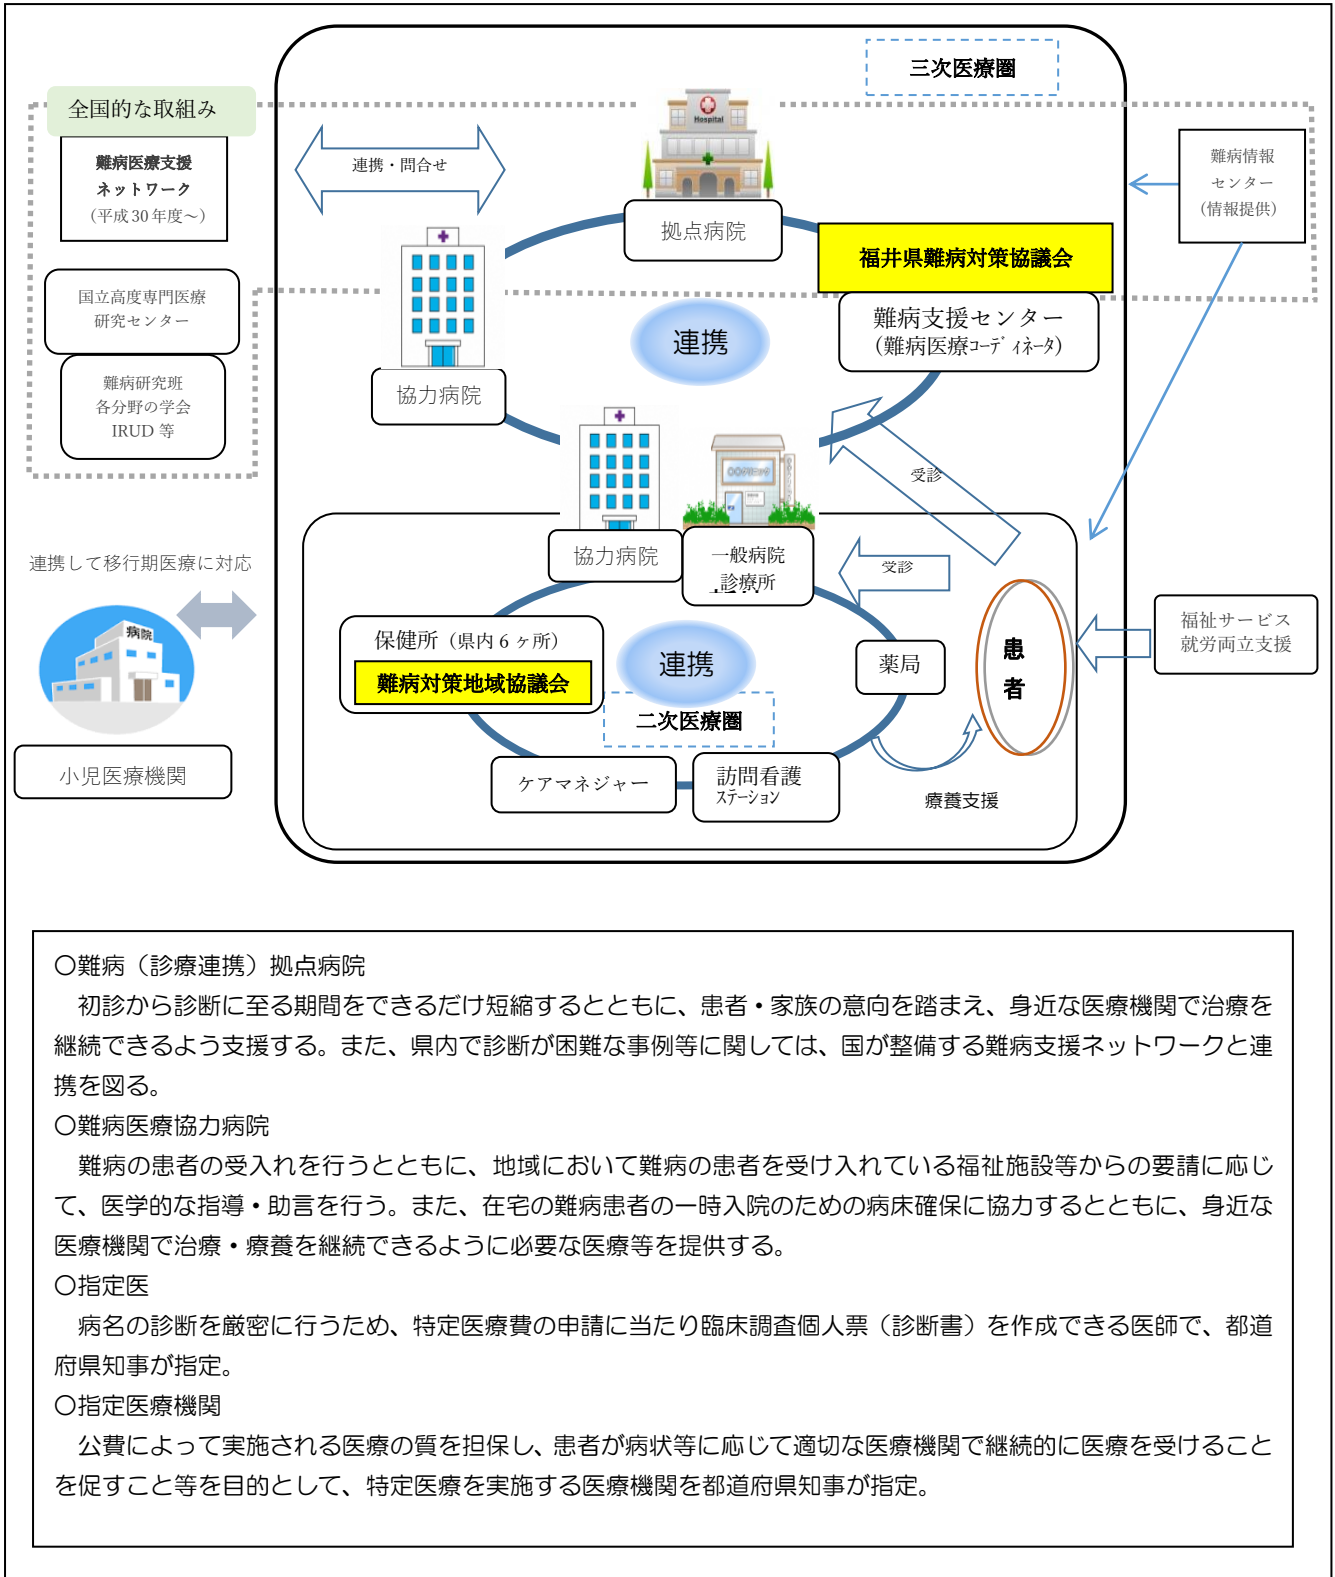 三次医療圏
全国的な取組み
難病医療支援
ネットワーク
（平成30年度～）
国立高度専門医療
研究センター
難病研究班
各分野の学会
IRUD 等
連携・問合せ
Hospital
拠点病院
福井県難病対策協議会
難病支援センター
（難病医療ｺｰﾃﾞｨﾈｰﾀ）
難病情報
センター
（情報提供）
協力病院
連携
受診
〇〇クリニック
協力病院
一般病院
診療所
受診
連携して移行期医療に対応
病院
小児医療機関
保健所（県内6ヶ所）
難病対策地域協議会
連携
二次医療圏
薬局
患者
福祉サービス
就労両立支援
ケアマネジャー
訪問看護
ｽﾃｰｼｮﾝ
療養支援
〇難病（診療連携）拠点病院
初診から診断に至る期間をできるだけ短縮するとともに、患者・家族の意向を踏まえ、身近な医療機関で治療を
継続できるよう支援する。また、県内で診断が困難な事例等に関しては、国が整備する難病支援ネットワークと連
携を図る。
〇難病医療協力病院
難病の患者の受入れを行うとともに、地域において難病の患者を受け入れている福祉施設等からの要請に応じ
て、医学的な指導・助言を行う。また、在宅の難病患者の一時入院のための病床確保に協力するとともに、身近な
医療機関で治療・療養を継続できるように必要な医療等を提供する。
〇指定医
病名の診断を厳密に行うため、特定医療費の申請に当たり臨床調査個人票（診断書）を作成できる医師で、都道
府県知事が指定。
〇指定医療機関
公費によって実施される医療の質を担保し、患者が病状等に応じて適切な医療機関で継続的に医療を受けること
を促すこと等を目的として、特定医療を実施する医療機関を都道府県知事が指定。